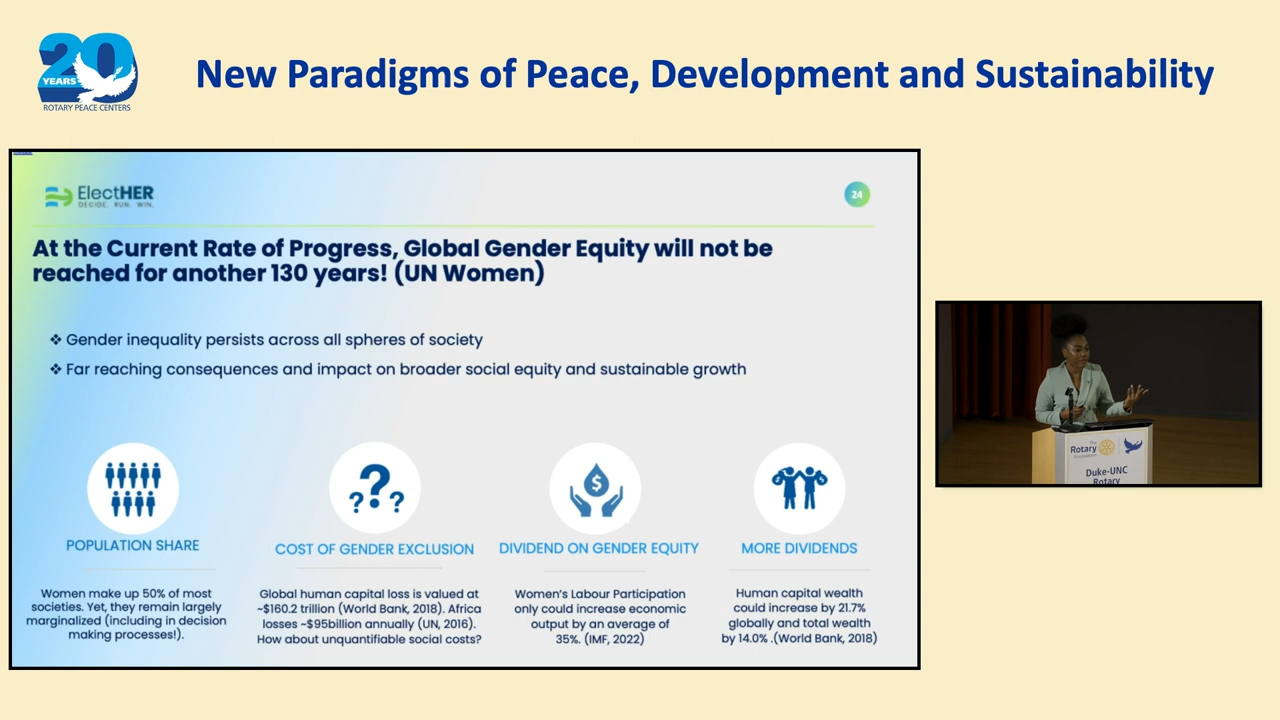 20
YEARS
ROTARY PEACE CENTERS
New Paradigms of Peace, Development and Sustainability
ElectHER
DECIDE. RUN. WIN.
24
At the Current Rate of Progress, Global Gender Equity will not be
reached for another 130 years! (UN Women)
❖ Gender inequality persists across all spheres of society
❖ Far reaching consequences and impact on broader social equity and sustainable growth
POPULATION SHARE
Women make up 50% of most
societies. Yet, they remain largely
marginalized (including in decision
making processes!).
???
COST OF GENDER EXCLUSION
Global human capital loss is valued at
~$160.2 trillion (World Bank, 2018). Africa
losses ~$95billion annually (UN, 2016).
How about unquantifiable social costs?
$
DIVIDEND ON GENDER EQUITY
Women's Labour Participation
only could increase economic
output by an average of
35%. (IMF, 2022)
MORE DIVIDENDS
Human capital wealth
could increase by 21.7%
globally and total wealth
by 14.0% .(World Bank, 2018)
The
Rotary
Foundation
Duke-UNC
Rotary